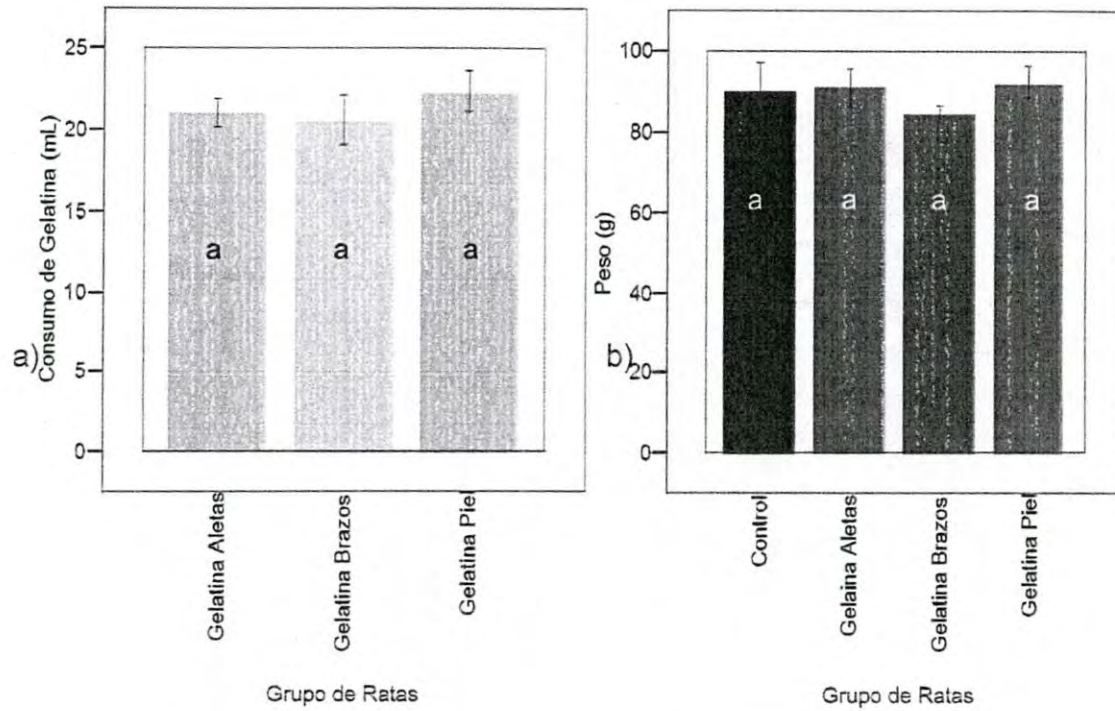 a)
Consumo de Gelatina (mL)
25
20
15
10
5
0
a
a
a
Gelatina Aletas
Gelatina Brazos
Gelatina Piel
Grupo de Ratas
b)
Peso (g)
100
80
60
40
20
0
a
a
a
a
Control
Gelaina Aletas
Gelatina Brazos
Gelatina Piel
Grupo de Ratas